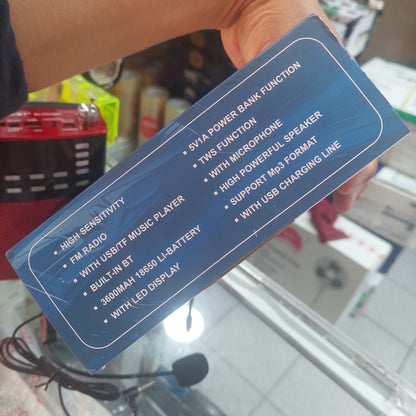 • HIGH SENSITIVITY
• FM RADIO
• WITH USB/TF MUSIC PLAYER
• BUILT-IN BT
• 3600MAH 18650 LI-BATTERY
• WITH LED DISPLAY
• 5V1A POWER BANK FUNCTION
• TWS FUNCTION
• WITH MICROPHONE
• HIGH POWERFUL SPEAKER
• SUPPORT Mp3 FORMAT
• WITH USB CHARGING LINE